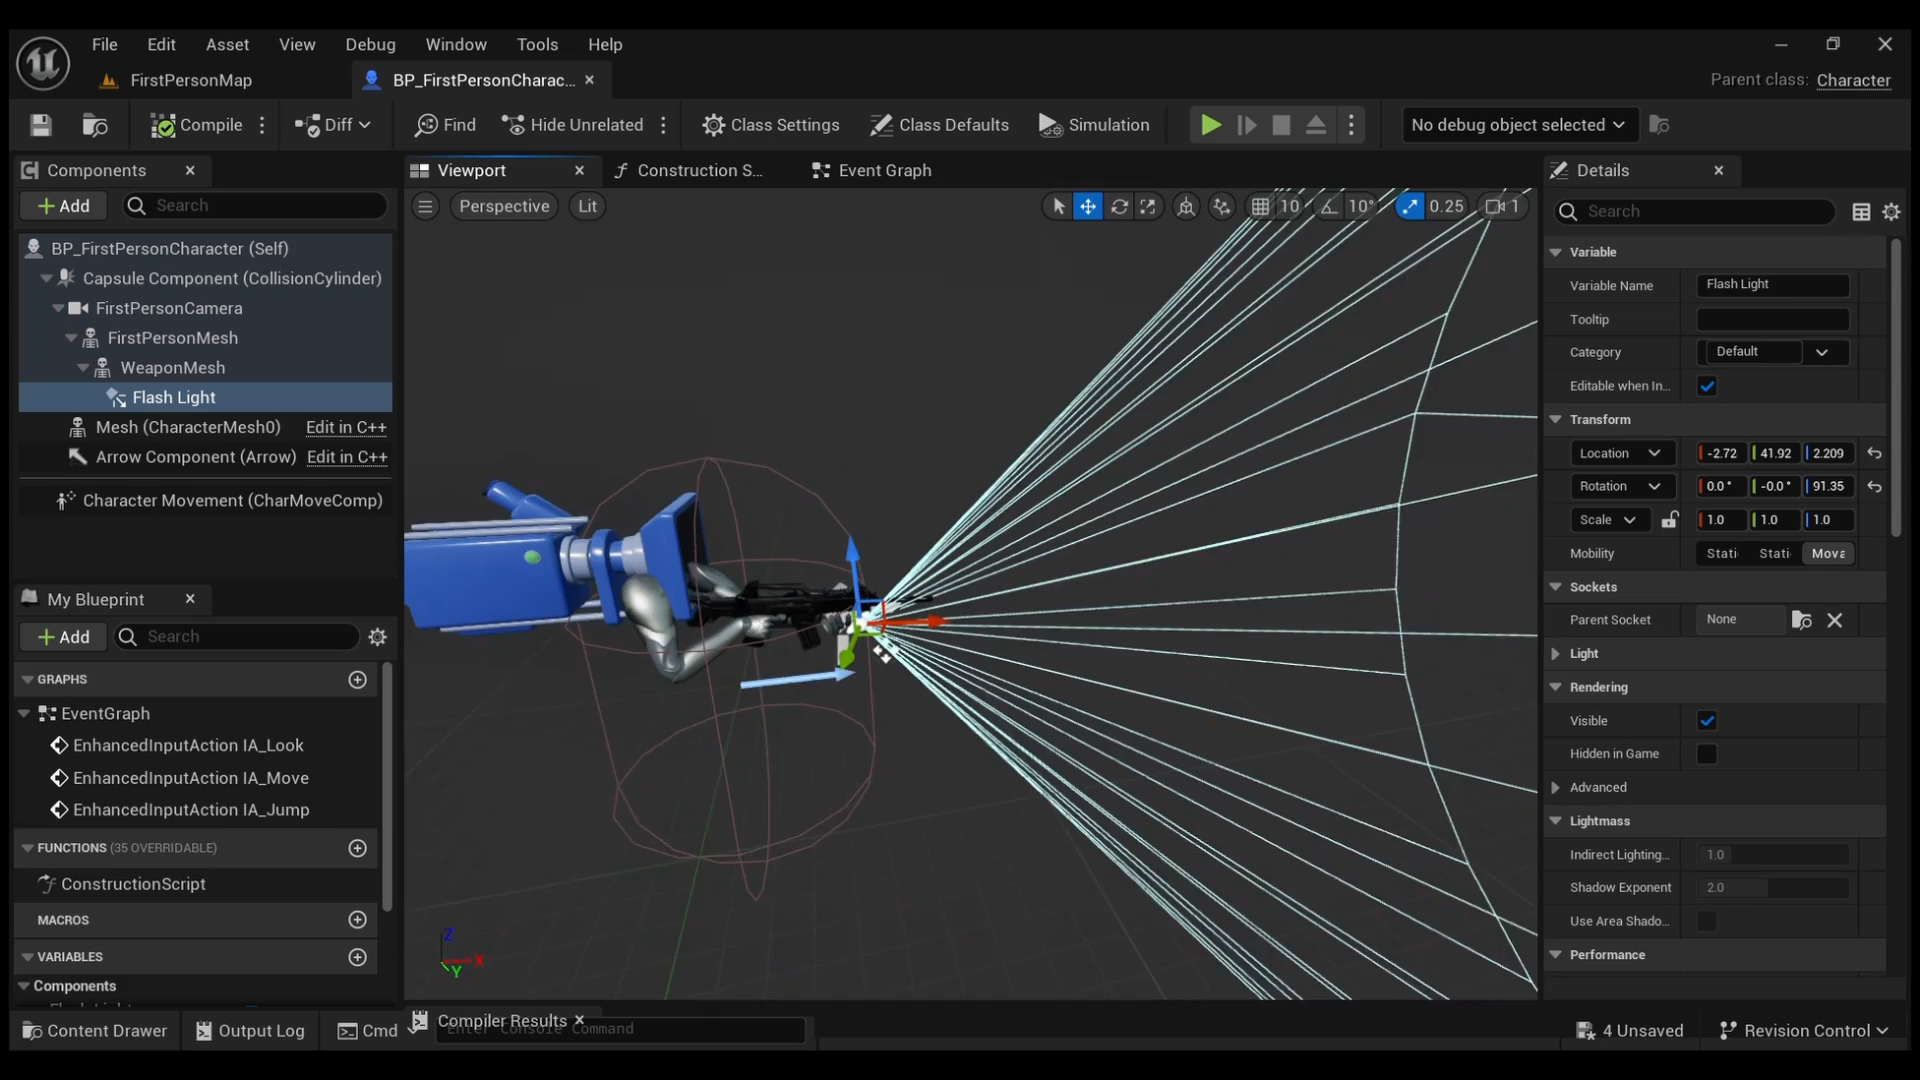 File Edit Asset View Debug Window Tools Help
FirstPersonMap
BP_FirstPersonCharac...
Parent class: Character
Compile
Diff
Find
Hide Unrelated
Class Settings
Class Defaults
Simulation
No debug object selected
Components
Viewport
Construction S...
Event Graph
Details
Add
Search
Perspective
Lit
10
10°
0.25
1
Search
BP_FirstPersonCharacter (Self)
Capsule Component (CollisionCylinder)
FirstPersonCamera
FirstPersonMesh
WeaponMesh
Flash Light
Mesh (CharacterMesh0) Edit in C++
Arrow Component (Arrow) Edit in C++
Character Movement (CharMoveComp)
My Blueprint
Add
Search
GRAPHS
EventGraph
EnhancedInputAction IA_Look
EnhancedInputAction IA_Move
EnhancedInputAction IA_Jump
FUNCTIONS (35 OVERRIDABLE)
ConstructionScript
MACROS
VARIABLES
Components
Z
X
Y
Variable
Variable Name Flash Light
Tooltip
Category Default
Editable when In...
Transform
Location -2.72 41.92 2.209
Rotation 0.0° -0.0° 91.35
Scale 1.0 1.0 1.0
Mobility Stati Stati Mova
Sockets
Parent Socket None
Light
Rendering
Visible
Hidden in Game
Advanced
Lightmass
Indirect Lighting... 1.0
Shadow Exponent 2.0
Use Area Shado...
Performance
Content Drawer
Output Log
Cmd
Compiler Results
Enter Console Command
4 Unsaved
Revision Control